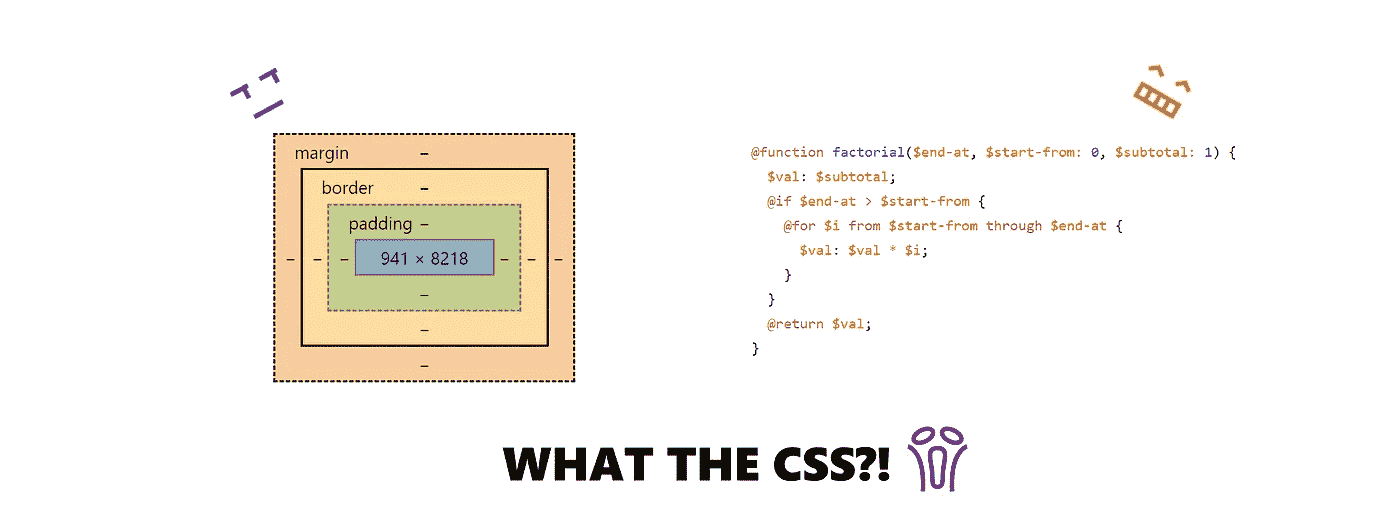 margin –
border –
padding –
– – – 941 × 8218 – – –
–
–
–
@function factorial($end-at, $start-from: 0, $subtotal: 1) {
  $val: $subtotal;
  @if $end-at > $start-from {
    @for $i from $start-from through $end-at {
      $val: $val * $i;
    }
  }
  @return $val;
}
WHAT THE CSS?!